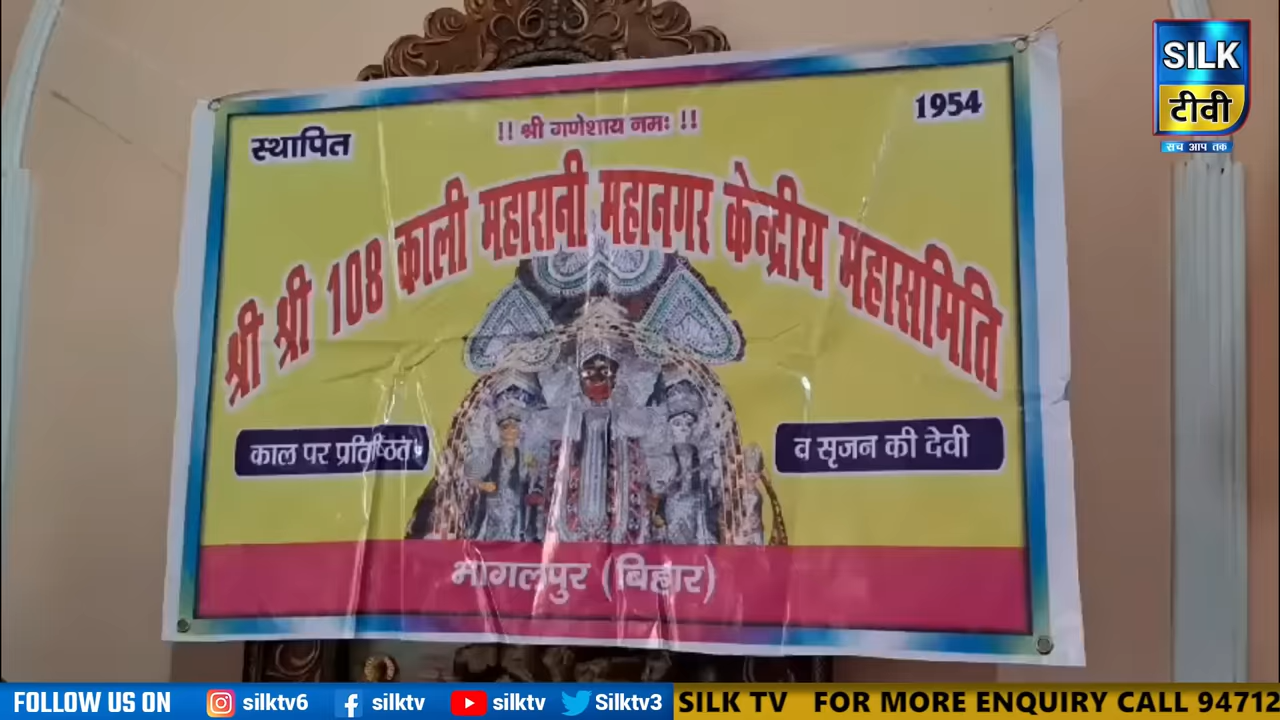 SILK
टीवी
सच आप तक
स्थापित
!! श्री गणेशाय नमः !!
1954
श्री श्री 108 काली महारानी महानगर केन्द्रीय महासमिति
काल पर प्रतिष्ठित
व सृजन की देवी
भागलपुर (बिहार)
FOLLOW US ON silktv6 silktv silktv Silktv3 SILK TV FOR MORE ENQUIRY CALL 94712